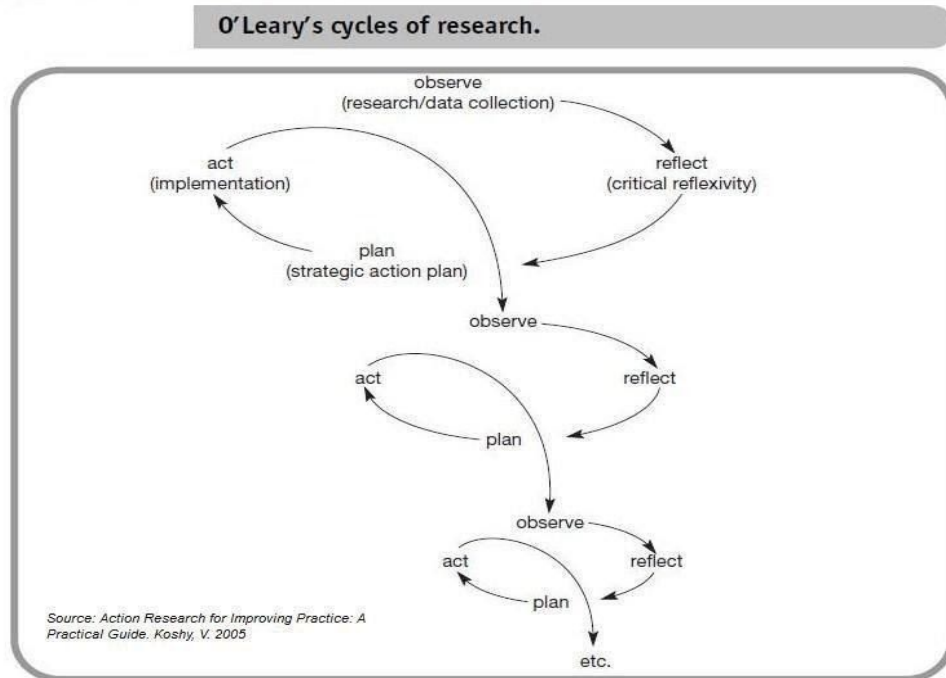 O'Leary's cycles of research.
observe
(research/data collection)
reflect
(critical reflexivity)
act
(implementation)
plan
(strategic action plan)
observe
reflect
act
plan
observe
reflect
act
plan
etc.
Source: Action Research for Improving Practice: A
Practical Guide. Koshy, V. 2005